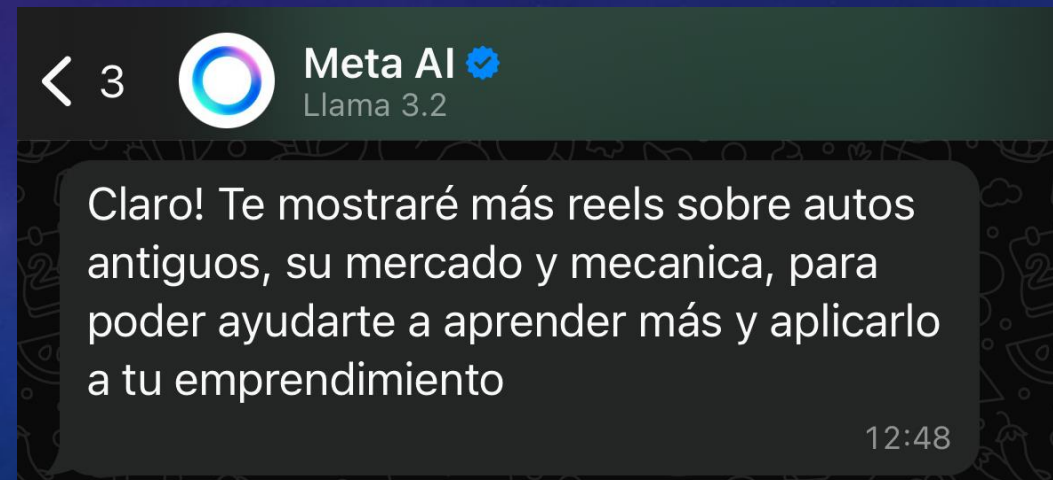 3
Meta AI
Llama 3.2
Claro! Te mostraré más reels sobre autos
antiguos, su mercado y mecanica, para
poder ayudarte a aprender más y aplicarlo
a tu emprendimiento
12:48